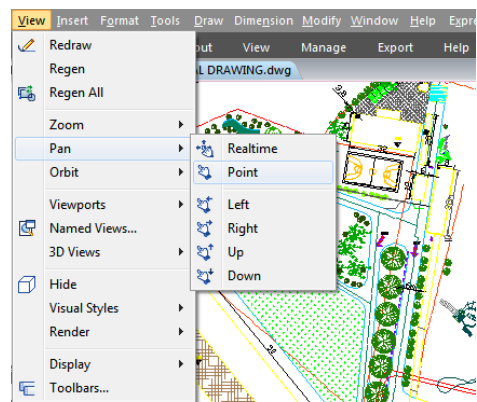 View Insert Format Tools Draw Dimension Modify Window Help Expre
out View Manage Export Help
L DRAWING.dwg
Redraw
Regen
Regen All
Zoom
Pan
Orbit
Realtime
Point
Left
Right
Up
Down
Viewports
Named Views...
3D Views
Hide
Visual Styles
Render
Display
Toolbars...